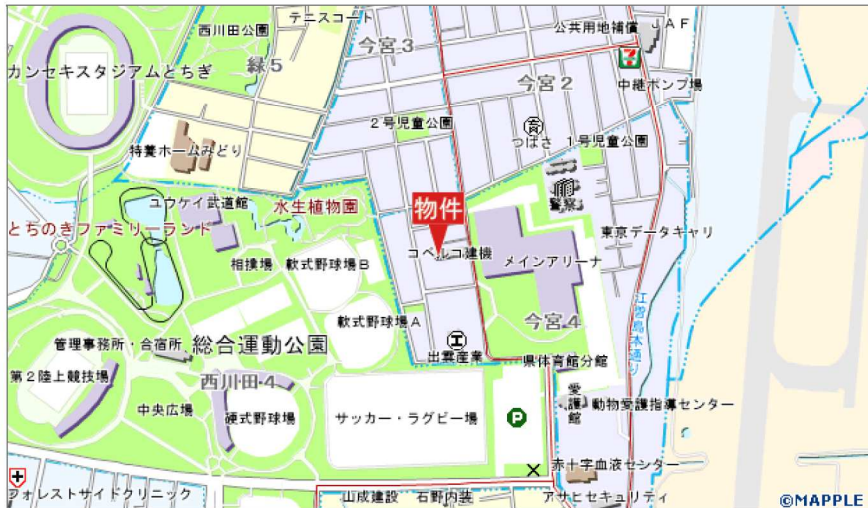 テニスコート
西川田公園
今宮3
公共用地補償
JAF
カンセキスタジアムとちぎ
緑5
今宮2
7
中継ポンプ場
2号児童公園
育
つばさ
1号児童公園
特養ホームみどり
ユウケイ武道館
水生植物園
物件
警察
とちのきファミリーランド
東京データキャリ
コベルコ建機
メインアリーナ
相撲場
軟式野球場B
江曽島本通り
軟式野球場A
今宮4
管理事務所・合宿所
総合運動公園
工
出雲産業
県体育館分館
第2陸上競技場
西川田4
愛護館
中央広場
硬式野球場
サッカー・ラグビー場
P
動物愛護指導センター
赤十字血液センター
フォレストサイドクリニック
山成建設
石野内装
アサヒセキュリティ
©MAPPLE